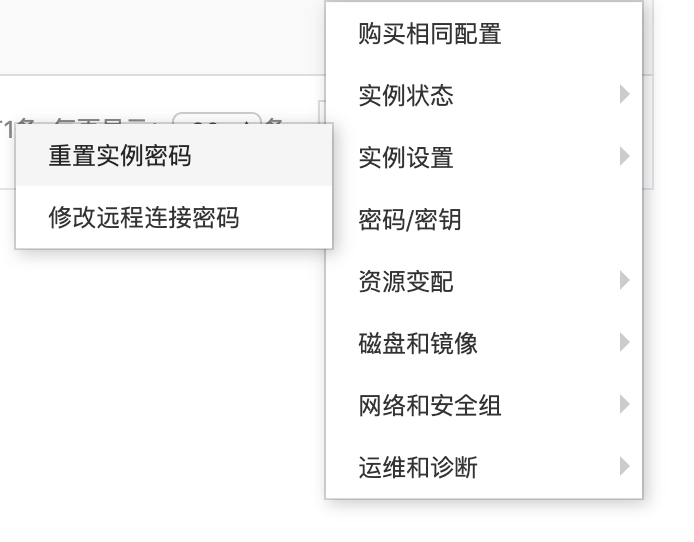 购买相同配置
实例状态
重置实例密码
实例设置
修改远程连接密码
密码/密钥
资源变配
磁盘和镜像
网络和安全组
运维和诊断